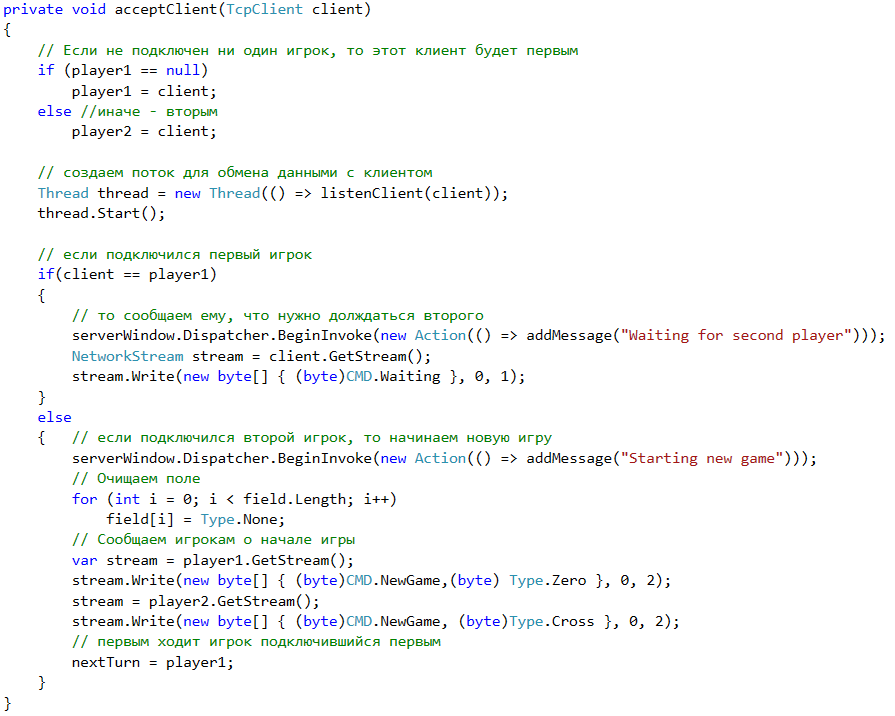 private void acceptClient(TcpClient client)
{
// Если не подключен ни один игрок, то этот клиент будет первым
if (player1 == null)
player1 = client;
else //иначе - вторым
player2 = client;
// создаем поток для обмена данными с клиентом
Thread thread = new Thread(() => listenClient(client));
thread.Start();
// если подключился первый игрок
if(client == player1)
{
// то сообщаем ему, что нужно долждаться второго
serverWindow.Dispatcher.BeginInvoke(new Action(() => addMessage("Waiting for second player")));
NetworkStream stream = client.GetStream();
stream.Write(new byte[] { (byte)CMD.Waiting }, 0, 1);
}
else
{ // если подключился второй игрок, то начинаем новую игру
serverWindow.Dispatcher.BeginInvoke(new Action(() => addMessage("Starting new game")));
// Очищаем поле
for (int i = 0; i < field.Length; i++)
field[i] = Type.None;
// Сообщаем игрокам о начале игры
var stream = player1.GetStream();
stream.Write(new byte[] { (byte)CMD.NewGame,(byte) Type.Zero }, 0, 2);
stream = player2.GetStream();
stream.Write(new byte[] { (byte)CMD.NewGame, (byte)Type.Cross }, 0, 2);
// первым ходит игрок подключившийся первым
nextTurn = player1;
}
}